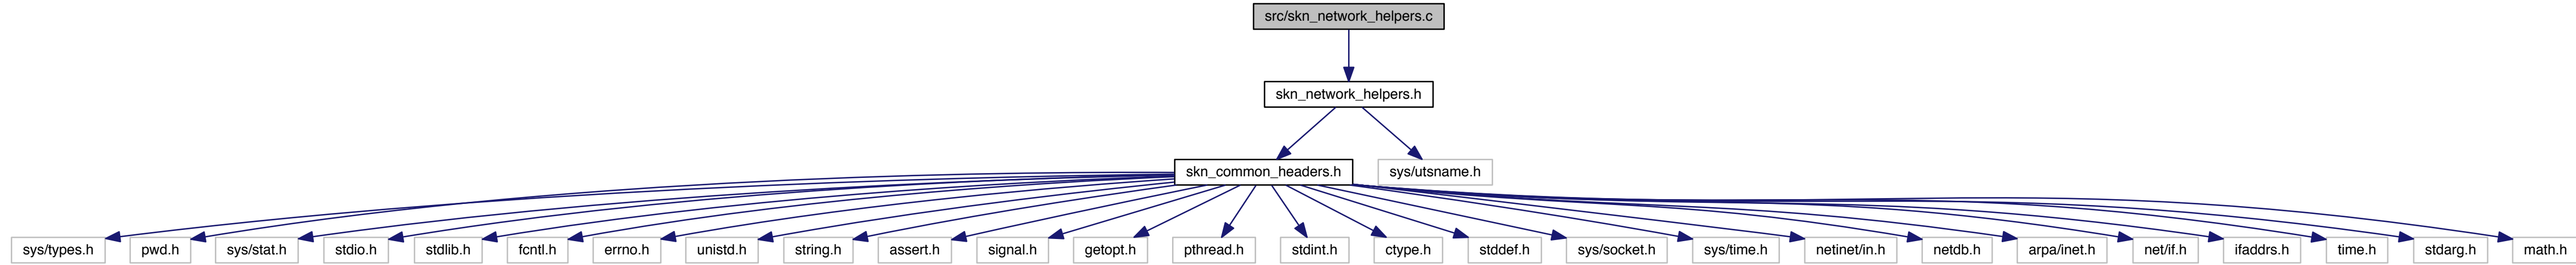 src/skn_network_helpers.c
skn_network_helpers.h
skn_common_headers.h
sys/utsname.h
sys/types.h
pwd.h
sys/stat.h
stdio.h
stdlib.h
fcntl.h
errno.h
unistd.h
string.h
assert.h
signal.h
getopt.h
pthread.h
stdint.h
ctype.h
stddef.h
sys/socket.h
sys/time.h
netinet/in.h
netdb.h
arpa/inet.h
net/if.h
ifaddrs.h
time.h
stdarg.h
math.h